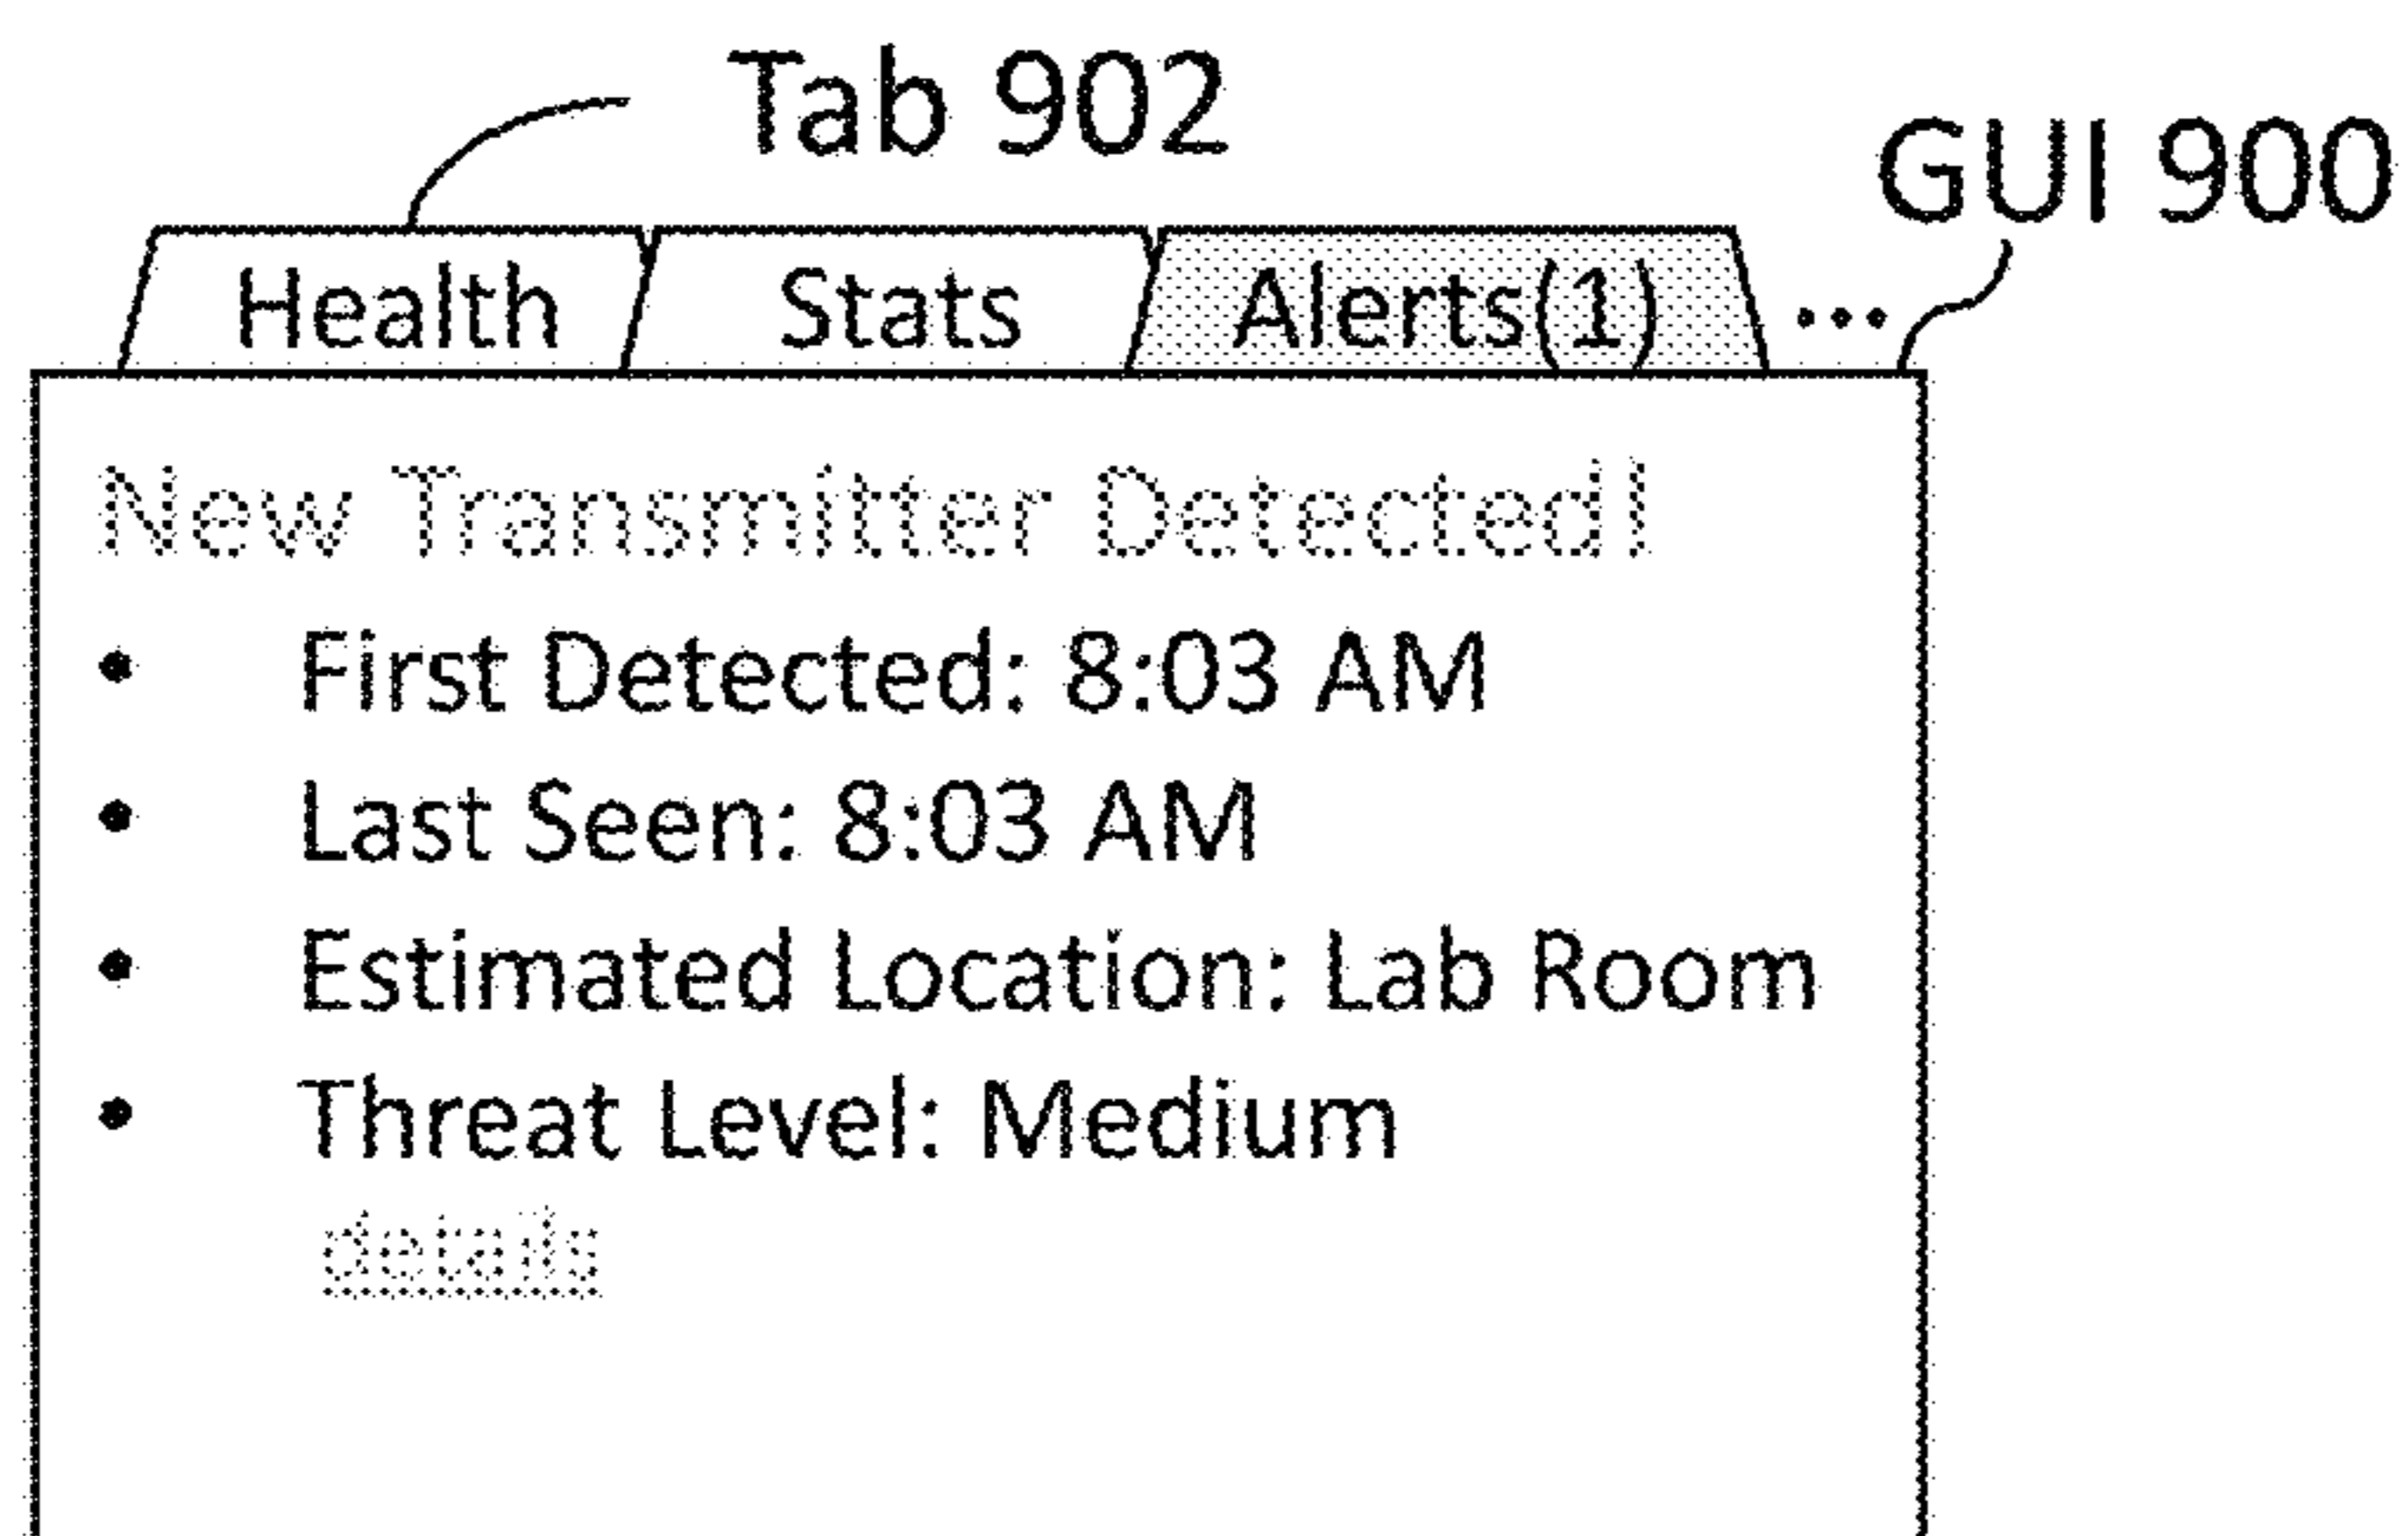 Tab 902
GUI 900
Health Stats Alerts(1) ...
New Transmitter Detected!
• First Detected: 8:03 AM
• Last Seen: 8:03 AM
• Estimated Location: Lab Room
• Threat Level: Medium
details